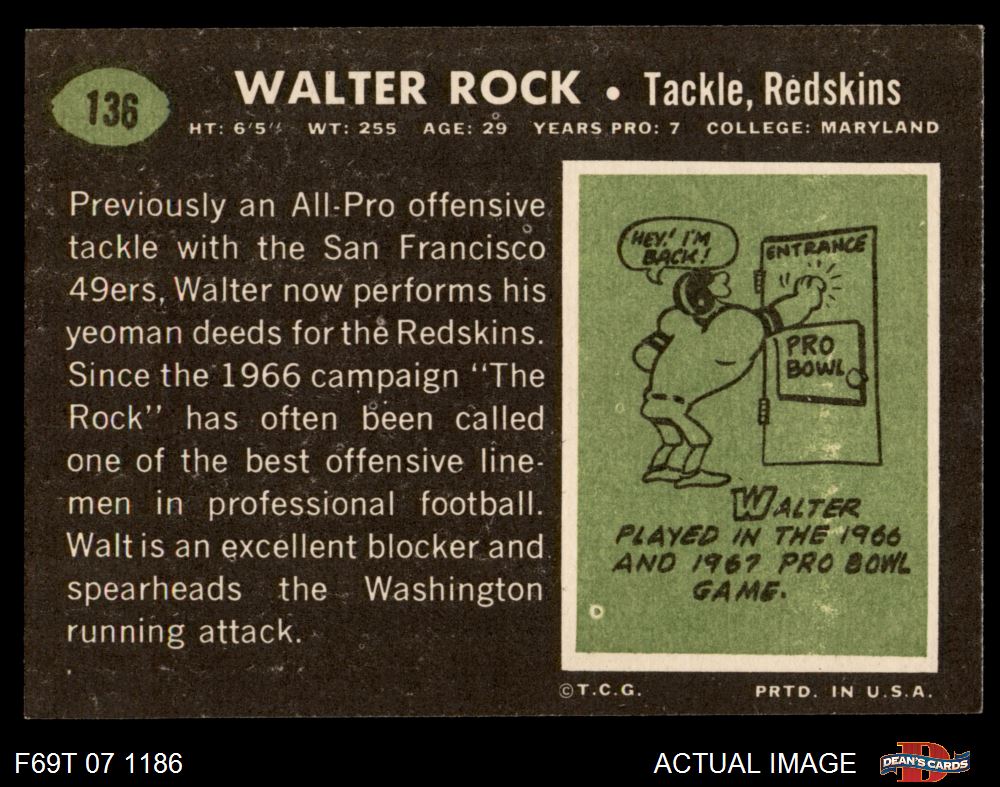 136
WALTER ROCK • Tackle, Redskins
HT: 6'5" WT: 255 AGE: 29 YEARS PRO: 7 COLLEGE: MARYLAND
Previously an All-Pro offensive
tackle with the San Francisco
49ers, Walter now performs his
yeoman deeds for the Redskins.
Since the 1966 campaign "The
Rock" has often been called
one of the best offensive line-
men in professional football.
Walt is an excellent blocker and
spearheads the Washington
running attack.
HEY! I'M
BACK!
ENTRANCE
PRO
BOWL
WALTER
PLAYED IN THE 1966
AND 1967 PRO BOWL
GAME.
D
©T.C.G.
PRTD. IN U.S.A.
F69T 07 1186
ACTUAL IMAGE
D
DEAN'S CARDS